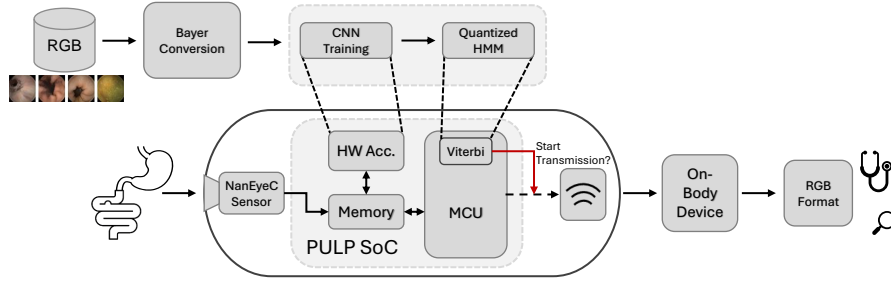 RGB
Bayer
Conversion
CNN
Training
Quantized
HMM
HW Acc.
Viterbi
Start
Transmission?
NanEyeC
Sensor
Memory
MCU
PULP SoC
On-
Body
Device
RGB
Format